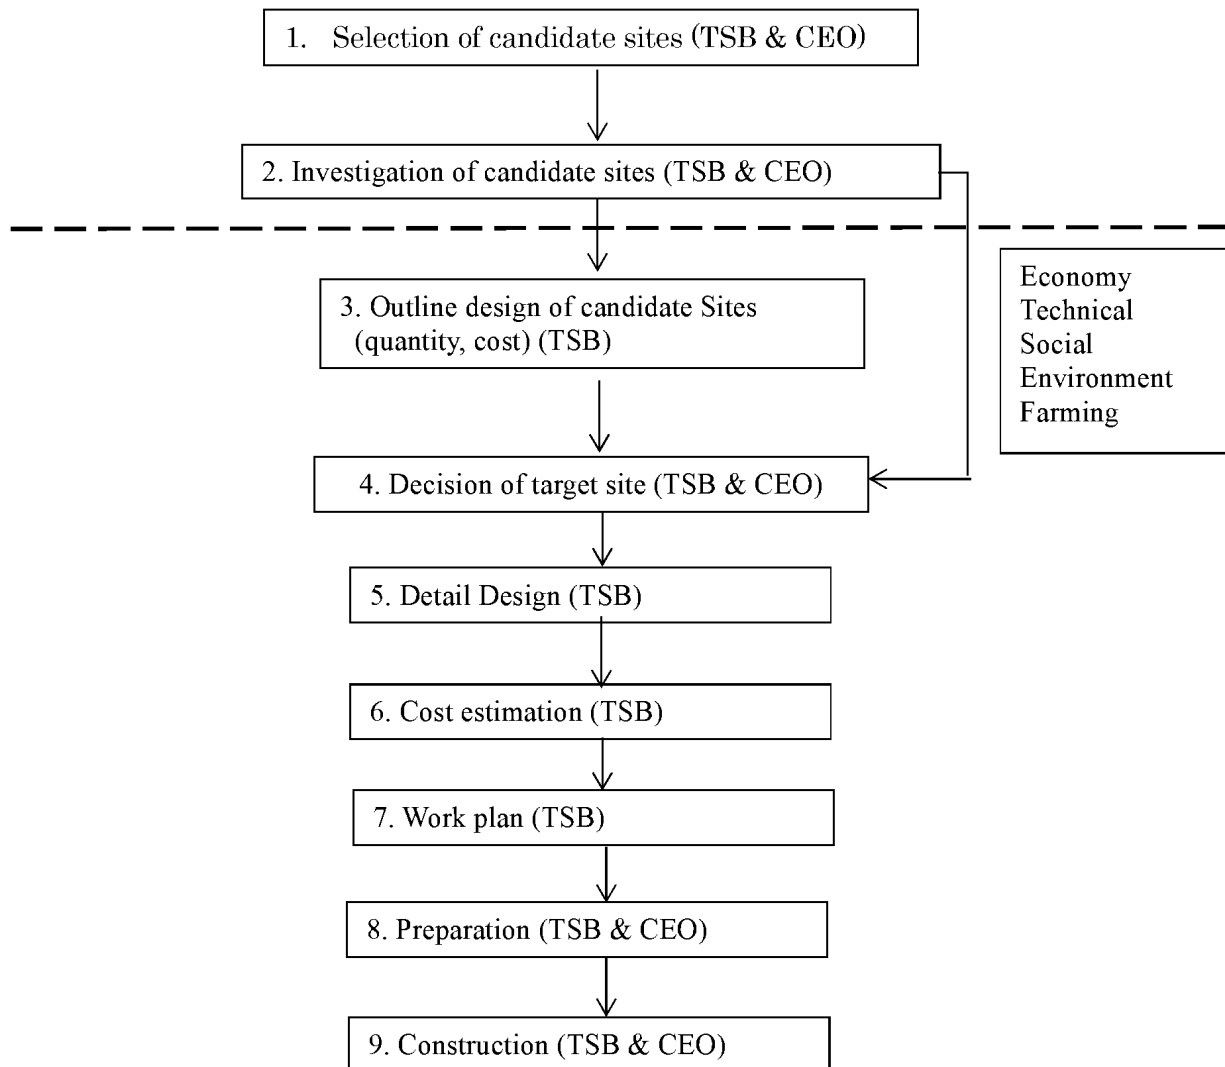 1. Selection of candidate sites (TSB & CEO)
2. Investigation of candidate sites (TSB & CEO)
Economy
Technical
Social
Environment
Farming
3. Outline design of candidate Sites
(quantity, cost) (TSB)
4. Decision of target site (TSB & CEO)
5. Detail Design (TSB)
6. Cost estimation (TSB)
7. Work plan (TSB)
8. Preparation (TSB & CEO)
9. Construction (TSB & CEO)